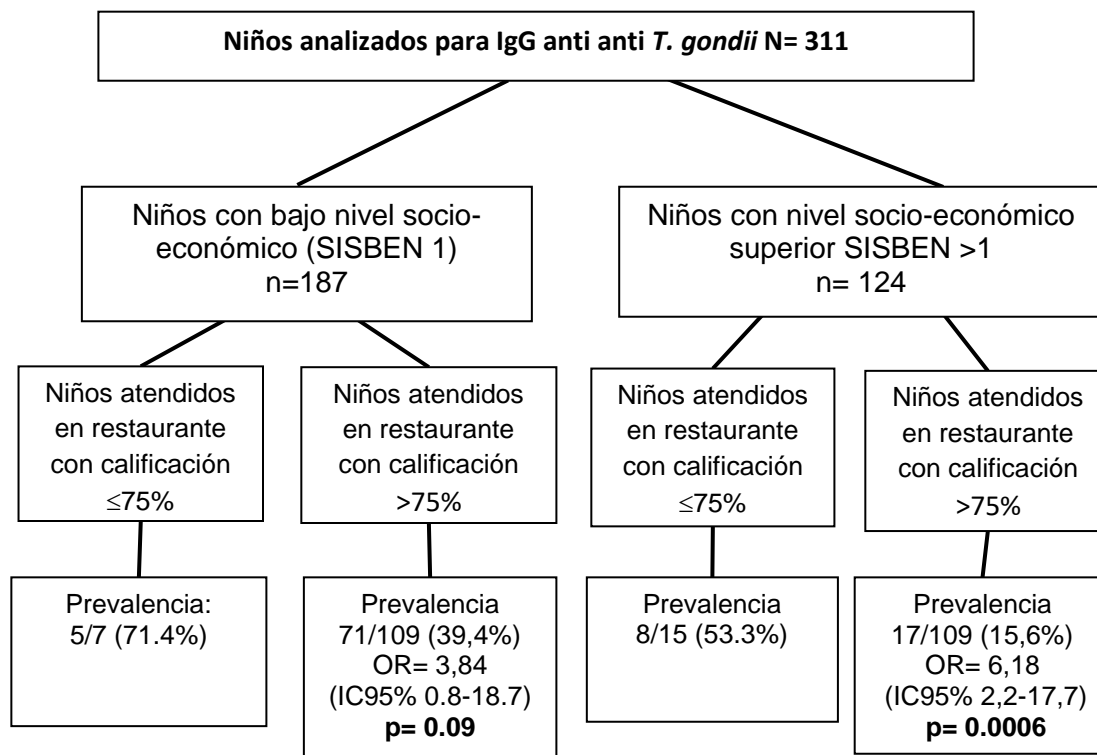 Niños analizados para IgG anti anti T. gondii N= 311
Niños con bajo nivel socio-
económico (SISBEN 1)
n=187
Niños con nivel socio-económico
superior SISBEN >1
n= 124
Niños atendidos
en restaurante
con calificación
≤75%
Niños atendidos
en restaurante
con calificación
>75%
Niños atendidos
en restaurante
con calificación
≤75%
Niños atendidos
en restaurante
con calificación
>75%
Prevalencia:
5/7 (71.4%)
Prevalencia
71/109 (39,4%)
OR= 3,84
(IC95% 0.8-18.7)
p= 0.09
Prevalencia
8/15 (53.3%)
Prevalencia
17/109 (15,6%)
OR= 6,18
(IC95% 2,2-17,7)
p= 0.0006